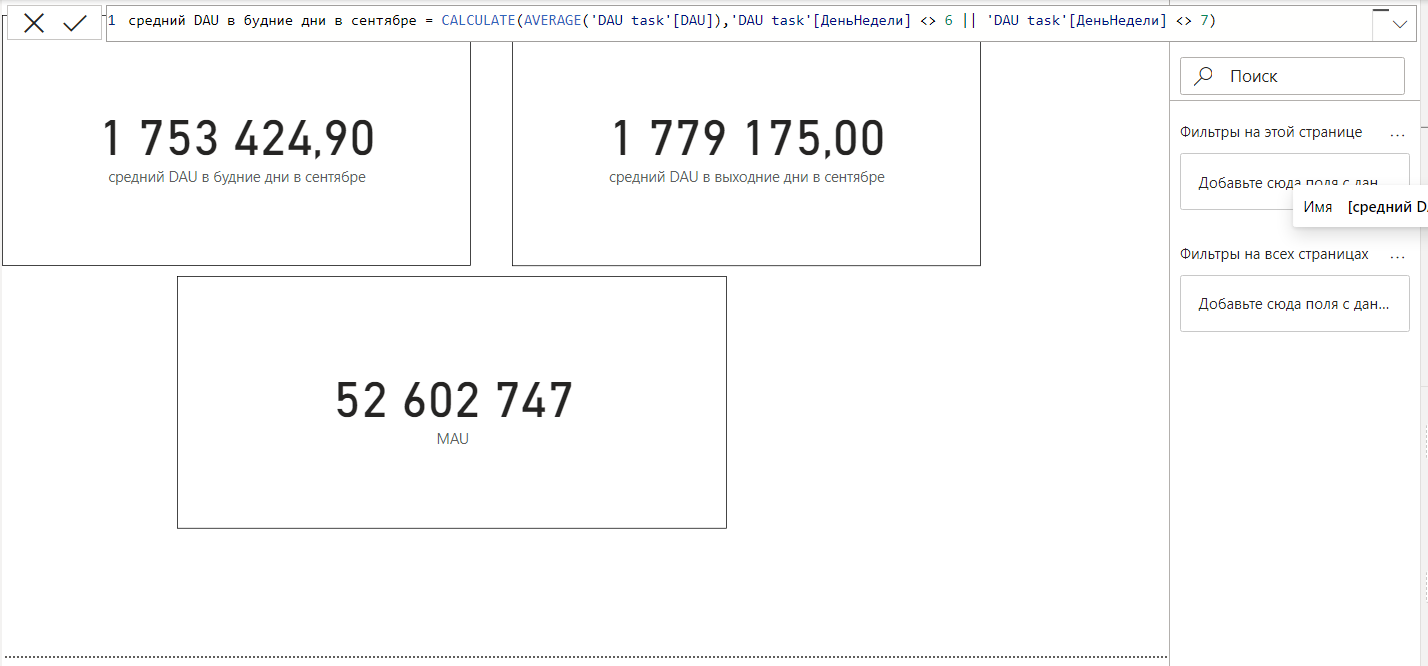 1 средний DAU в будние дни в сентябре = CALCULATE(AVERAGE('DAU task'[DAU]),'DAU task'[ДеньНедели] <> 6 || 'DAU task'[ДеньНедели] <> 7)
1 753 424,90
средний DAU в будние дни в сентябре
1 779 175,00
средний DAU в выходние дни в сентябре
52 602 747
MAU
Поиск
Фильтры на этой странице ...
Добавьте сюда поля с дан
Имя [средний D
Фильтры на всех страницах ...
Добавьте сюда поля с дан...